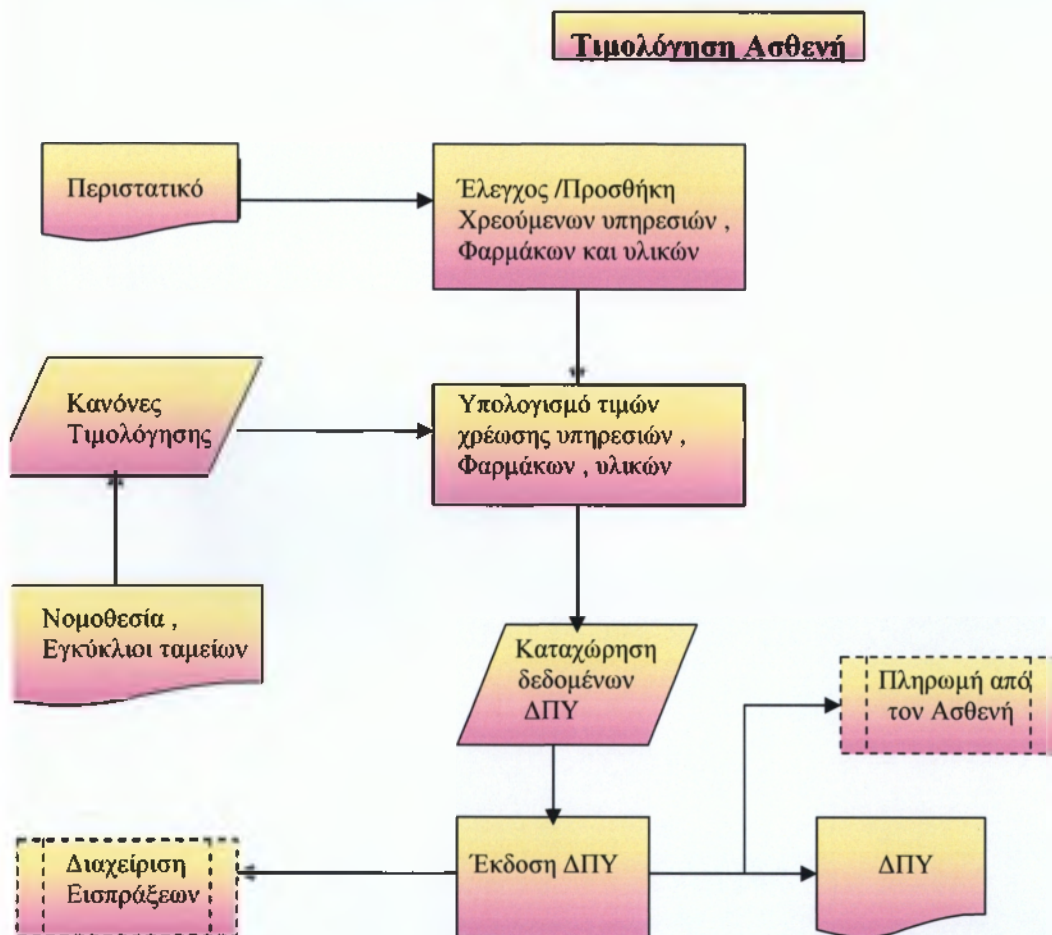 Τιμολόγηση Ασθενή
Περιστατικό
Έλεγχος /Προσθήκη
Χρεούμενων υπηρεσιών ,
Φαρμάκων και υλικών
Κανόνες
Τιμολόγησης
Υπολογισμό τιμών
χρέωσης υπηρεσιών ,
Φαρμάκων , υλικών
Νομοθεσία ,
Εγκύκλιοι ταμείων
Καταχώρηση
δεδομένων
ΔΠΥ
Πληρωμή από
τον Ασθενή
Διαχείριση
Εισπράξεων
Έκδοση ΔΠΥ
ΔΠΥ